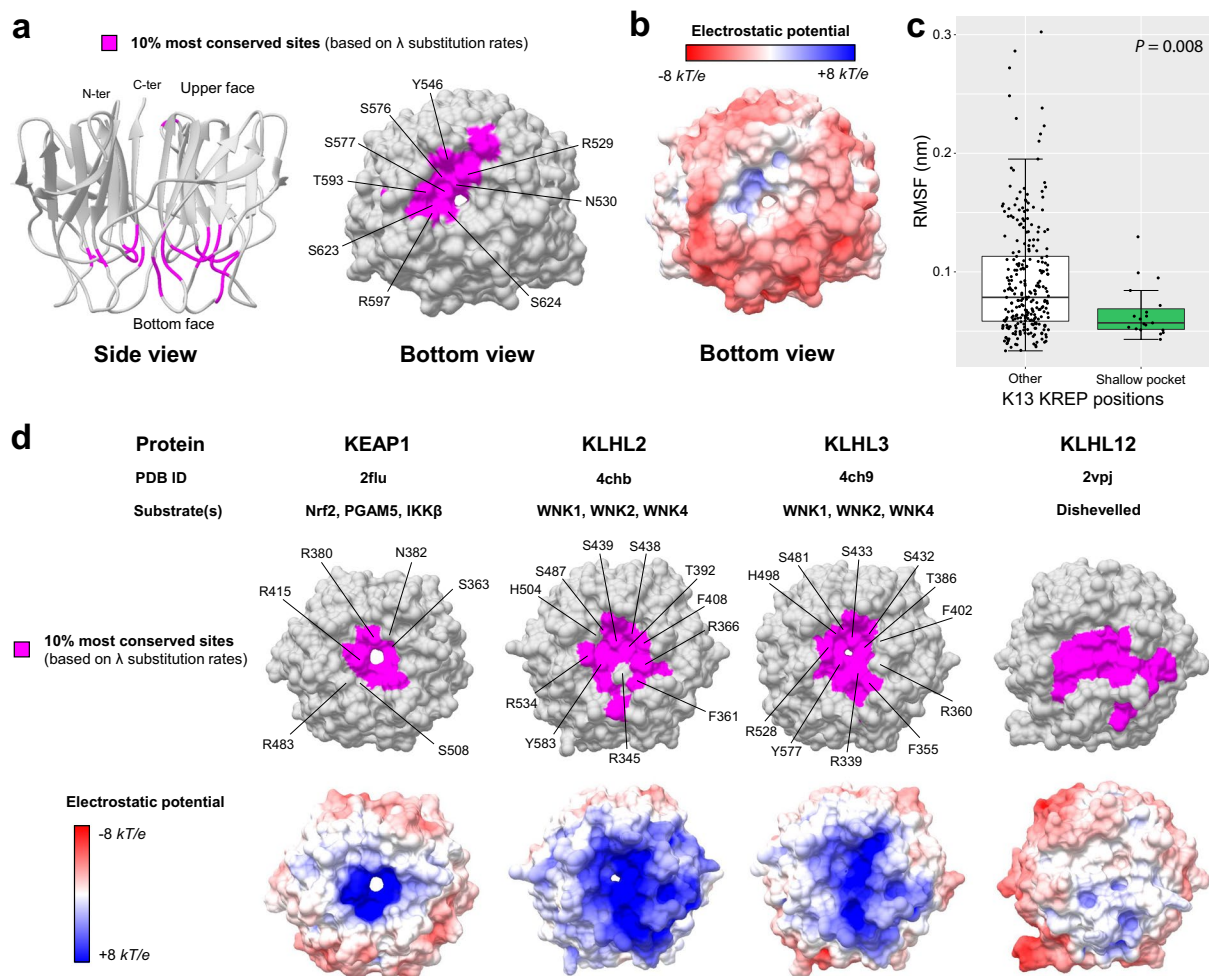 a
10% most conserved sites (based on λ substitution rates)
N-ter
C-ter
Upper face
Bottom face
Side view
Y546
S576
S577
T593
S623
R597
R529
N530
S624
Bottom view
b
Electrostatic potential
-8 kT/e
+8 kT/e
Bottom view
c
P = 0.008
RMSF (nm)
0.3
0.2
0.1
Other
Shallow pocket
K13 KREP positions
d
Protein
KEAP1
KLHL2
KLHL3
KLHL12
PDB ID
2flu
4chb
4ch9
2vpj
Substrate(s)
Nrf2, PGAM5, IKKβ
WNK1, WNK2, WNK4
WNK1, WNK2, WNK4
Dishevelled
10% most conserved sites
(based on λ substitution rates)
R380
N382
R415
S363
R483
S508
S439
S438
S487
T392
H504
F408
R366
R534
F361
Y583
R345
S481
S433
S432
H498
T386
F402
R360
R528
F355
Y577
R339
Electrostatic potential
-8 kT/e
+8 kT/e